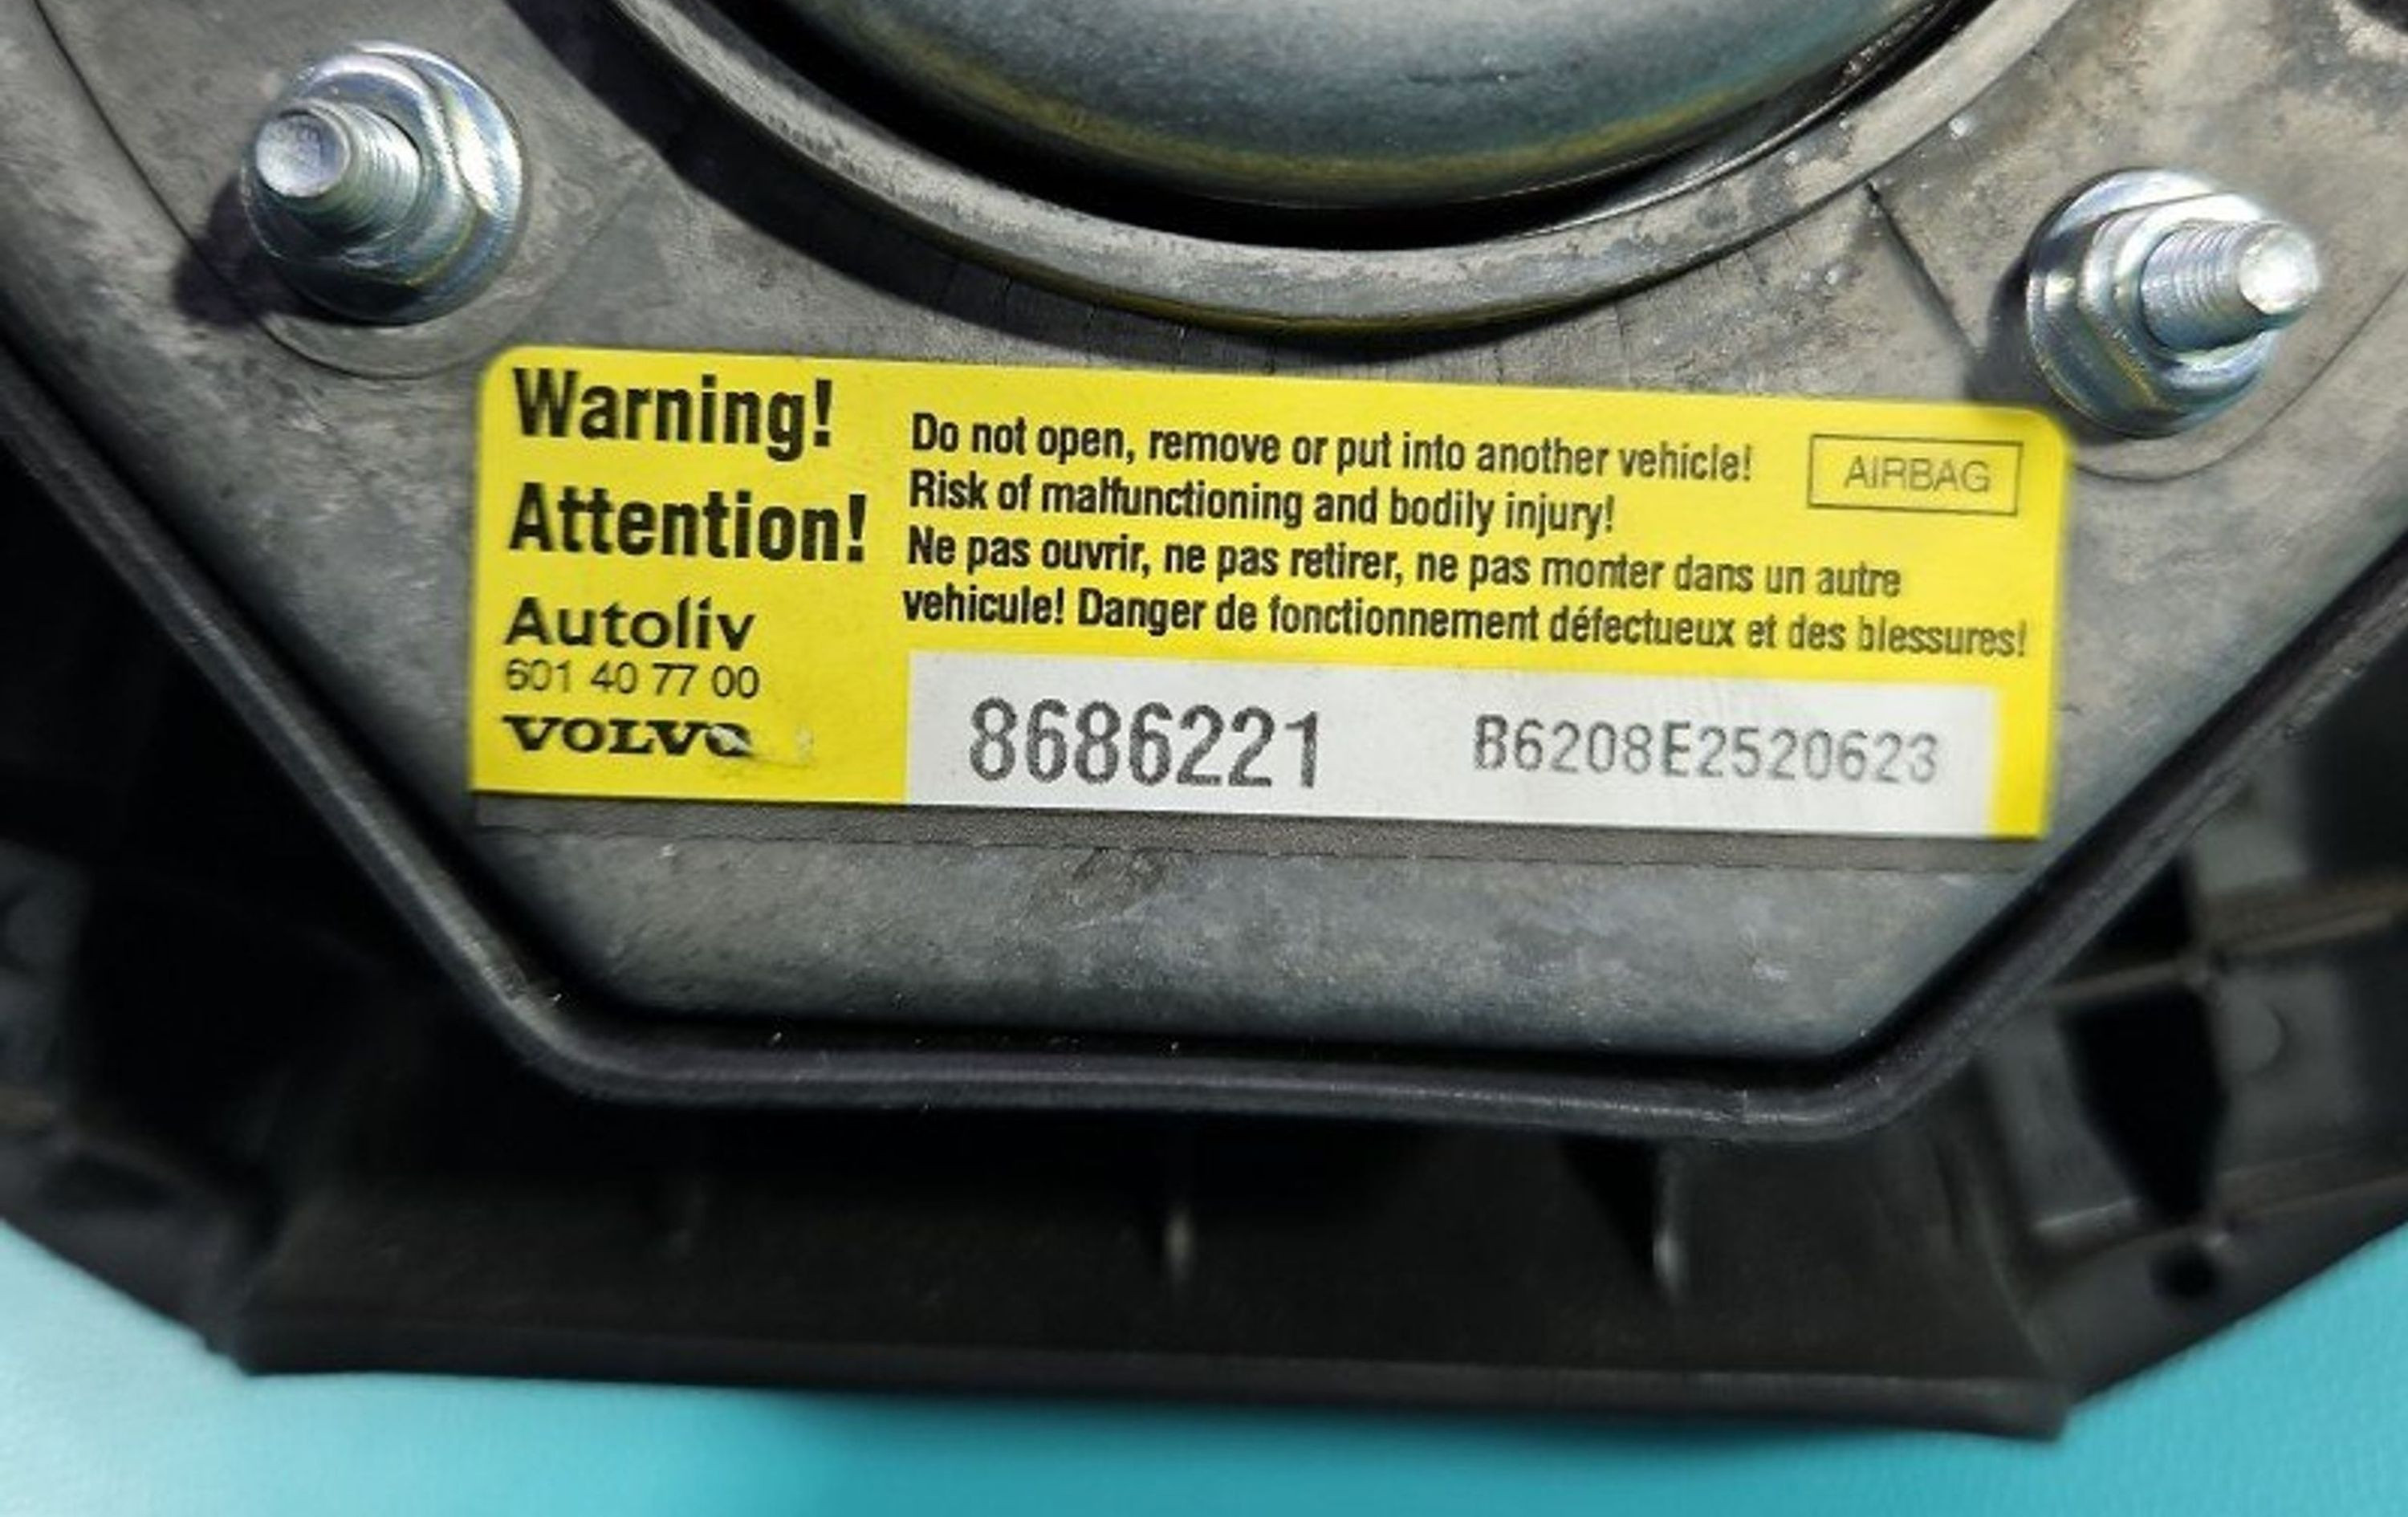 Warning!
Attention!
Autoliv
601 40 77 00
VOLVO
Do not open, remove or put into another vehicle!
Risk of malfunctioning and bodily injury!
Ne pas ouvrir, ne pas retirer, ne pas monter dans un autre
vehicule! Danger de fonctionnement défectueux et des blessures!
AIRBAG
8686221 B6208E2520623